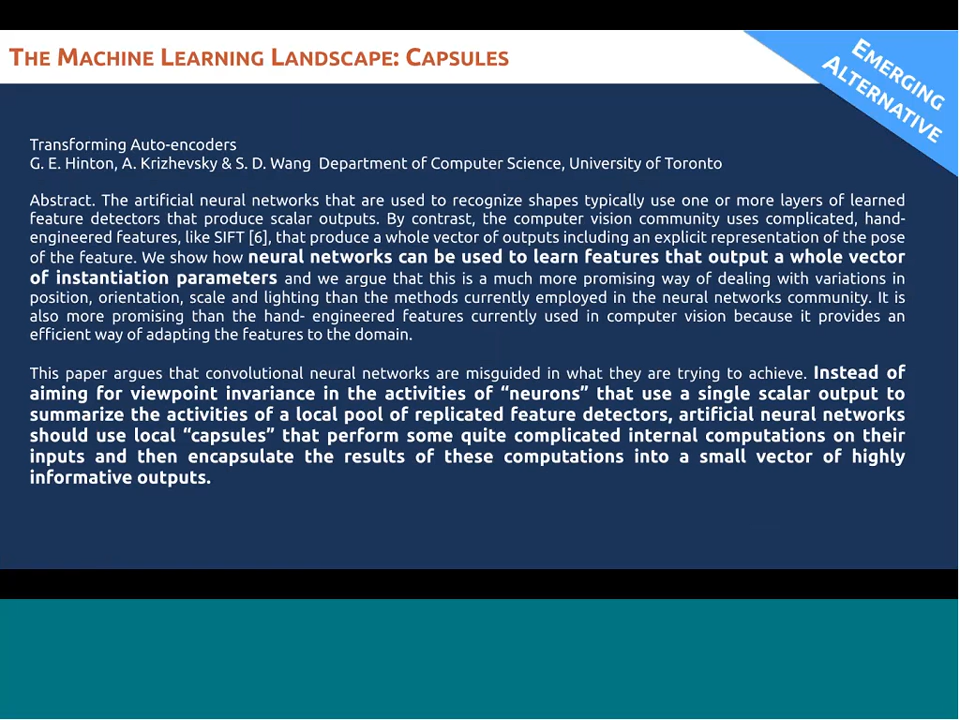 THE MACHINE LEARNING LANDSCAPE: CAPSULES
EMERGING
ALTERNATIVE
Transforming Auto-encoders
G. E. Hinton, A. Krizhevsky & S. D. Wang Department of Computer Science, University of Toronto
Abstract. The artificial neural networks that are used to recognize shapes typically use one or more layers of learned
feature detectors that produce scalar outputs. By contrast, the computer vision community uses complicated, hand-
engineered features, like SIFT [6], that produce a whole vector of outputs including an explicit representation of the pose
of the feature. We show how neural networks can be used to learn features that output a whole vector
of instantiation parameters and we argue that this is a much more promising way of dealing with variations in
position, orientation, scale and lighting than the methods currently employed in the neural networks community. It is
also more promising than the hand- engineered features currently used in computer vision because it provides an
efficient way of adapting the features to the domain.
This paper argues that convolutional neural networks are misguided in what they are trying to achieve. Instead of
aiming for viewpoint invariance in the activities of “neurons” that use a single scalar output to
summarize the activities of a local pool of replicated feature detectors, artificial neural networks
should use local “capsules” that perform some quite complicated internal computations on their
inputs and then encapsulate the results of these computations into a small vector of highly
informative outputs.